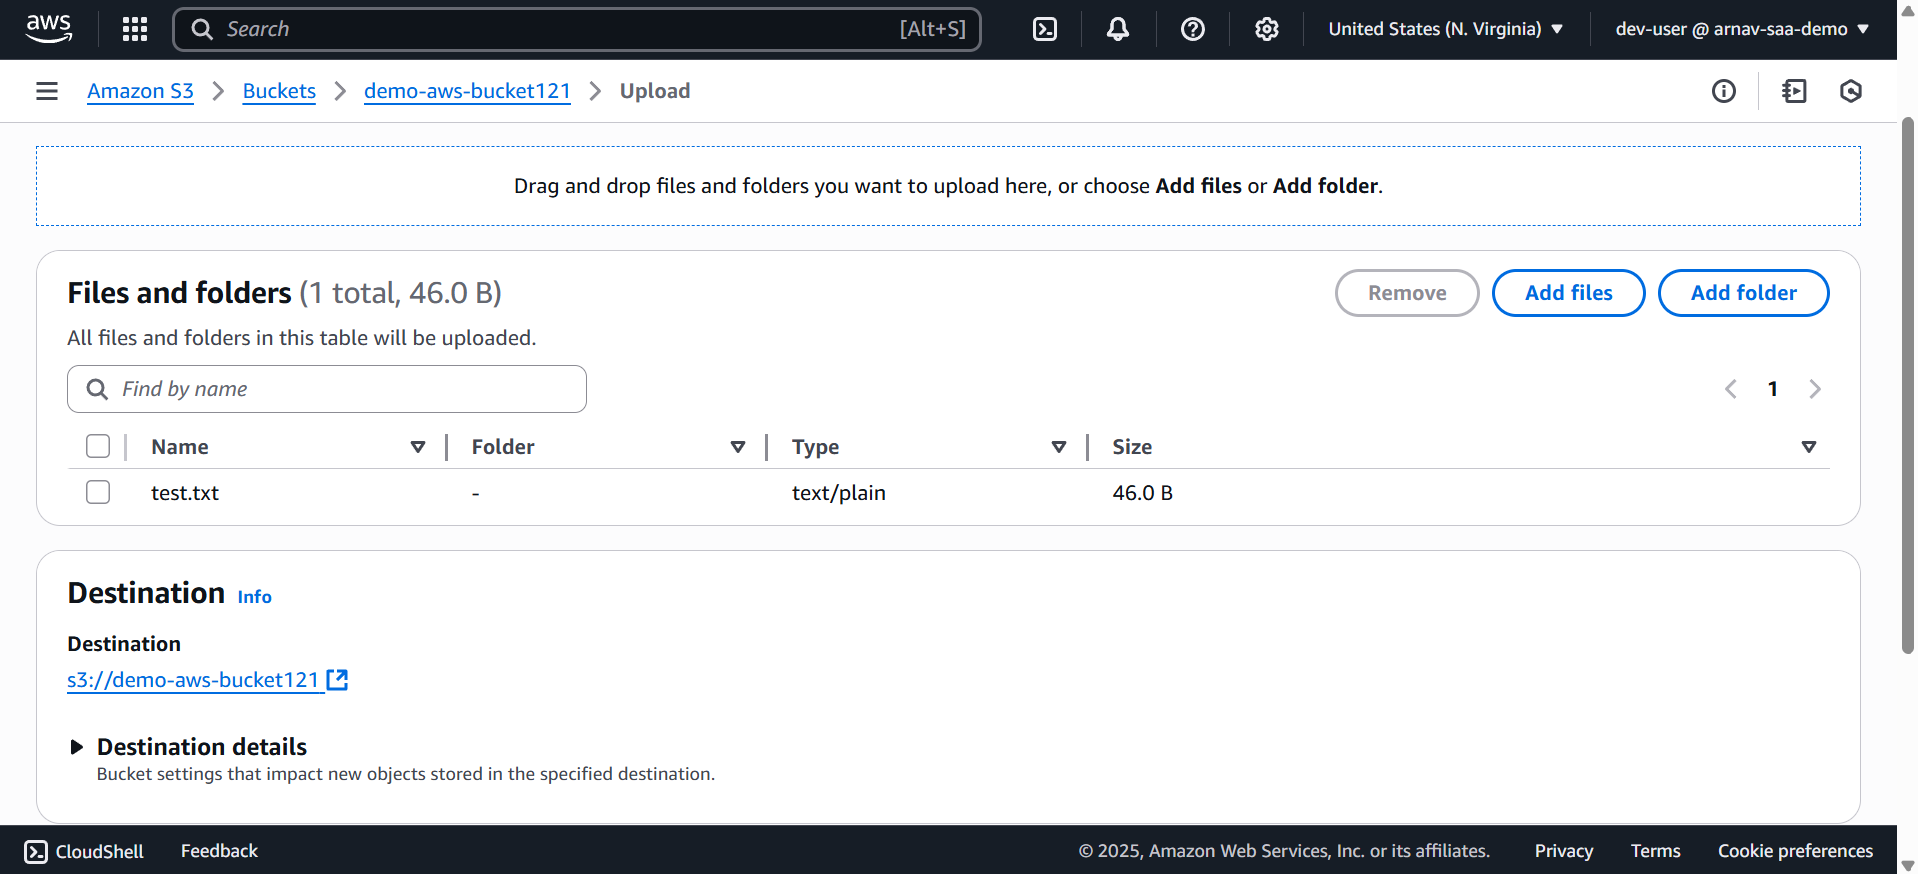 aws
Search [Alt+S]
United States (N. Virginia)
dev-user @ arnav-saa-demo
Amazon S3 Buckets demo-aws-bucket121 Upload
Drag and drop files and folders you want to upload here, or choose Add files or Add folder.
Files and folders (1 total, 46.0 B)
Remove Add files Add folder
All files and folders in this table will be uploaded.
Find by name
1
Name Folder Type Size
test.txt - text/plain 46.0 B
Destination Info
Destination
s3://demo-aws-bucket121
Destination details
Bucket settings that impact new objects stored in the specified destination.
CloudShell Feedback © 2025, Amazon Web Services, Inc. or its affiliates. Privacy Terms Cookie preferences